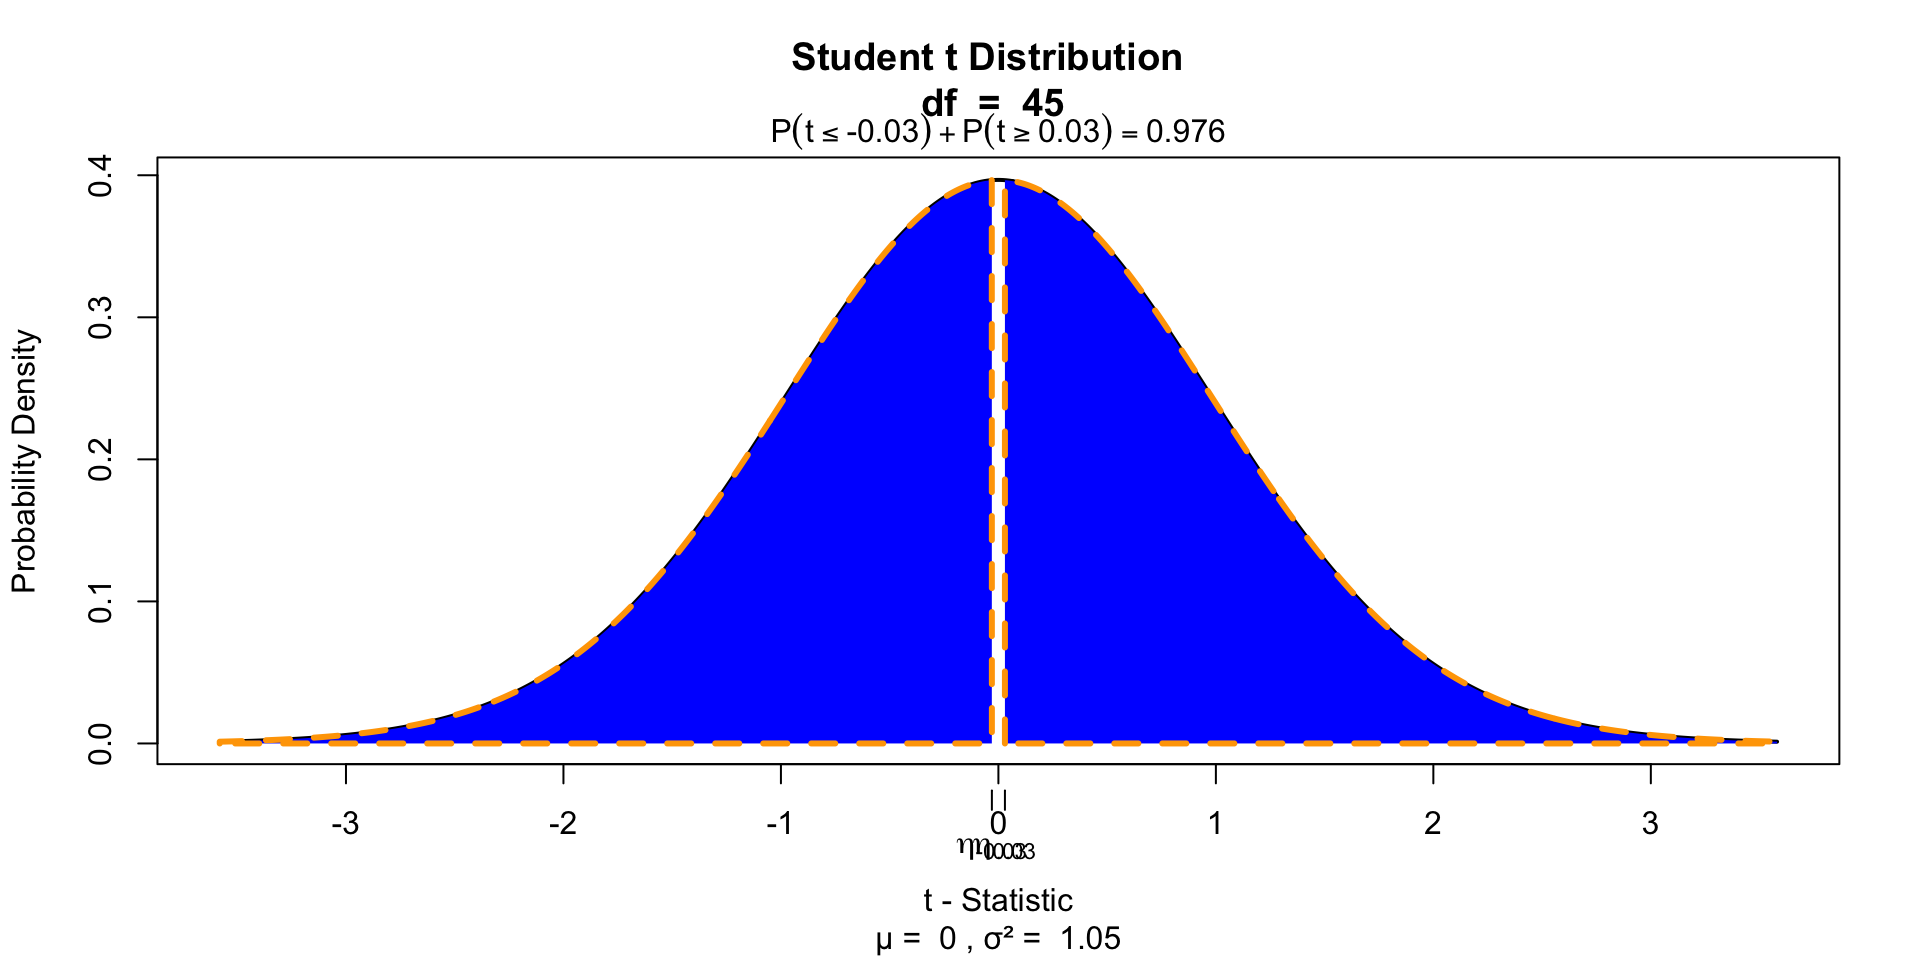 Student t Distribution
df = 45
P(t ≤ -0.03) + P(t ≥ 0.03) = 0.976
Probability Density
0.4
0.3
0.2
0.1
0.0
-3 -2 -1 0 1 2 3
t - Statistic
μ = 0 , σ² = 1.05